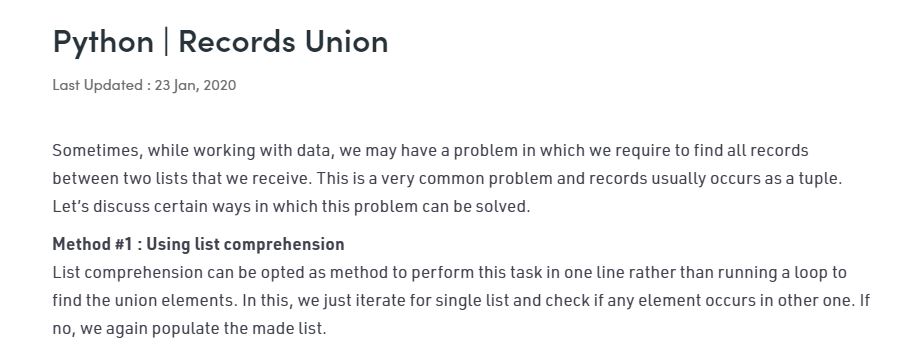 Python | Records Union
Last Updated : 23 Jan, 2020
Sometimes, while working with data, we may have a problem in which we require to find all records
between two lists that we receive. This is a very common problem and records usually occurs as a tuple.
Let’s discuss certain ways in which this problem can be solved.
Method #1 : Using list comprehension
List comprehension can be opted as method to perform this task in one line rather than running a loop to
find the union elements. In this, we just iterate for single list and check if any element occurs in other one. If
no, we again populate the made list.